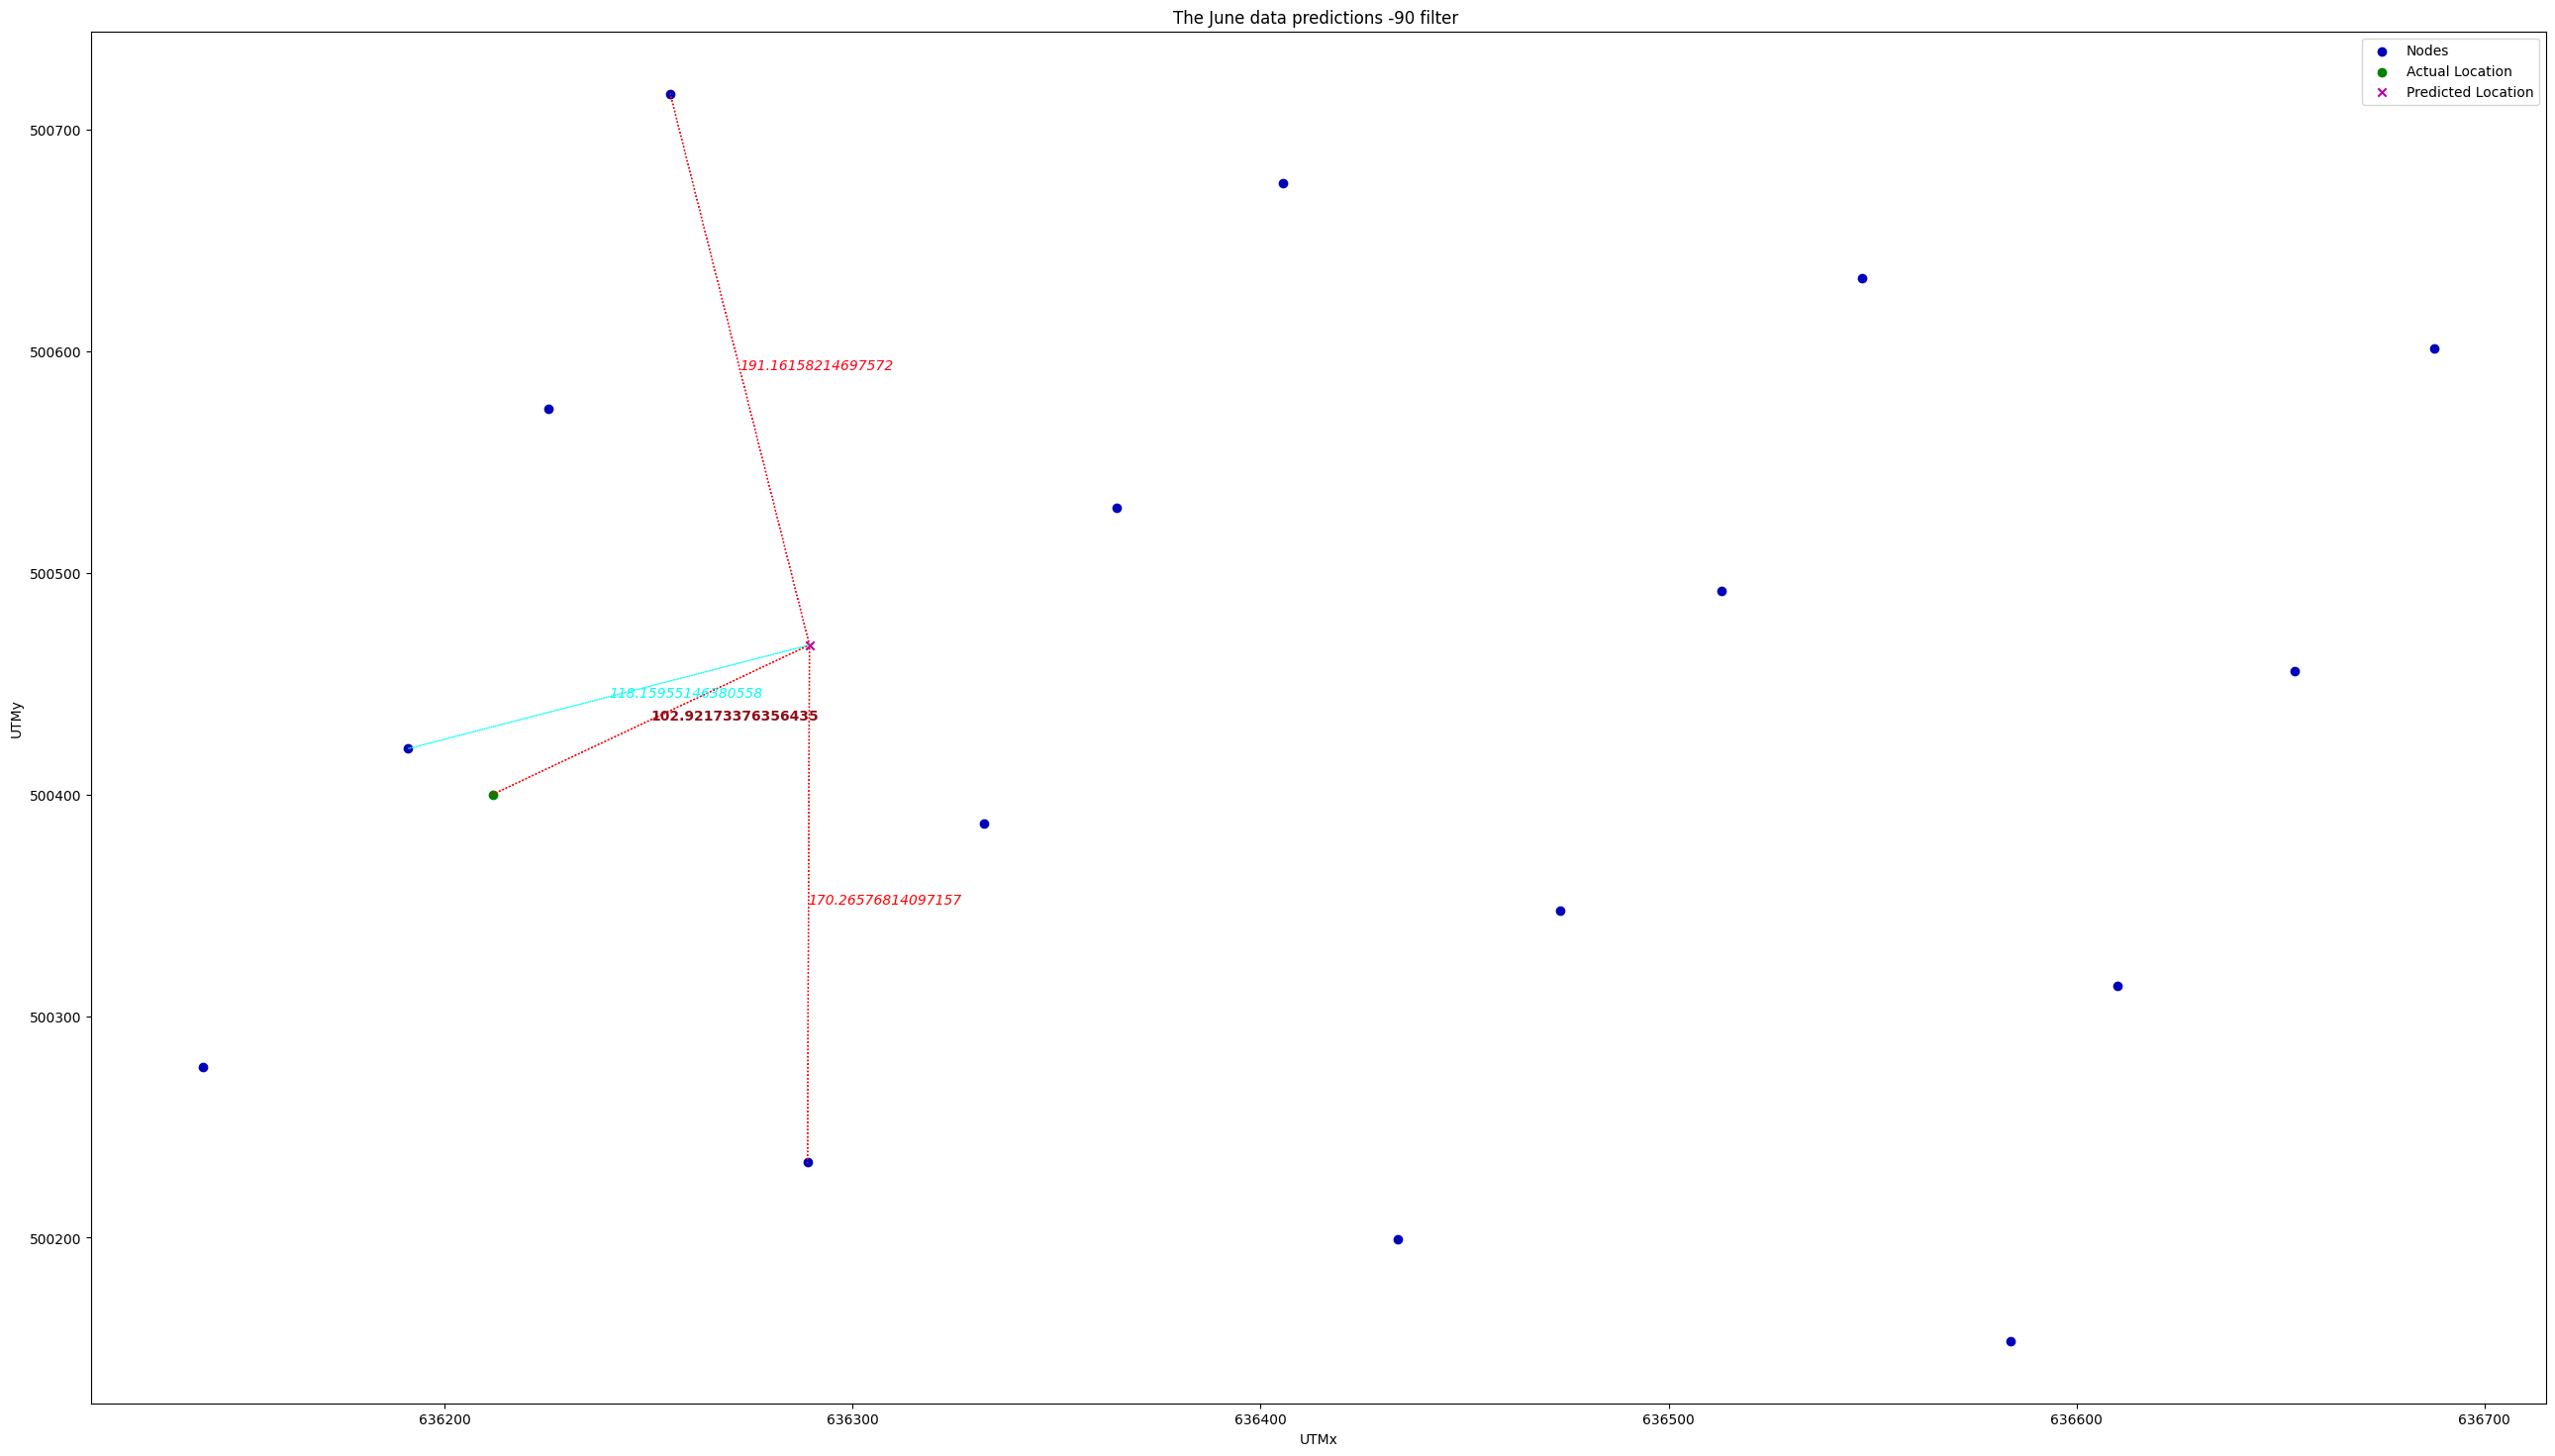 The June data predictions -90 filter
Nodes
Actual Location
Predicted Location
500700
500600
500500
500400
500300
500200
UTMy
191.16158214697572
118.15955146380558
102.92173376356435
170.26576814097157
636200
636300
636400
636500
636600
636700
UTMx